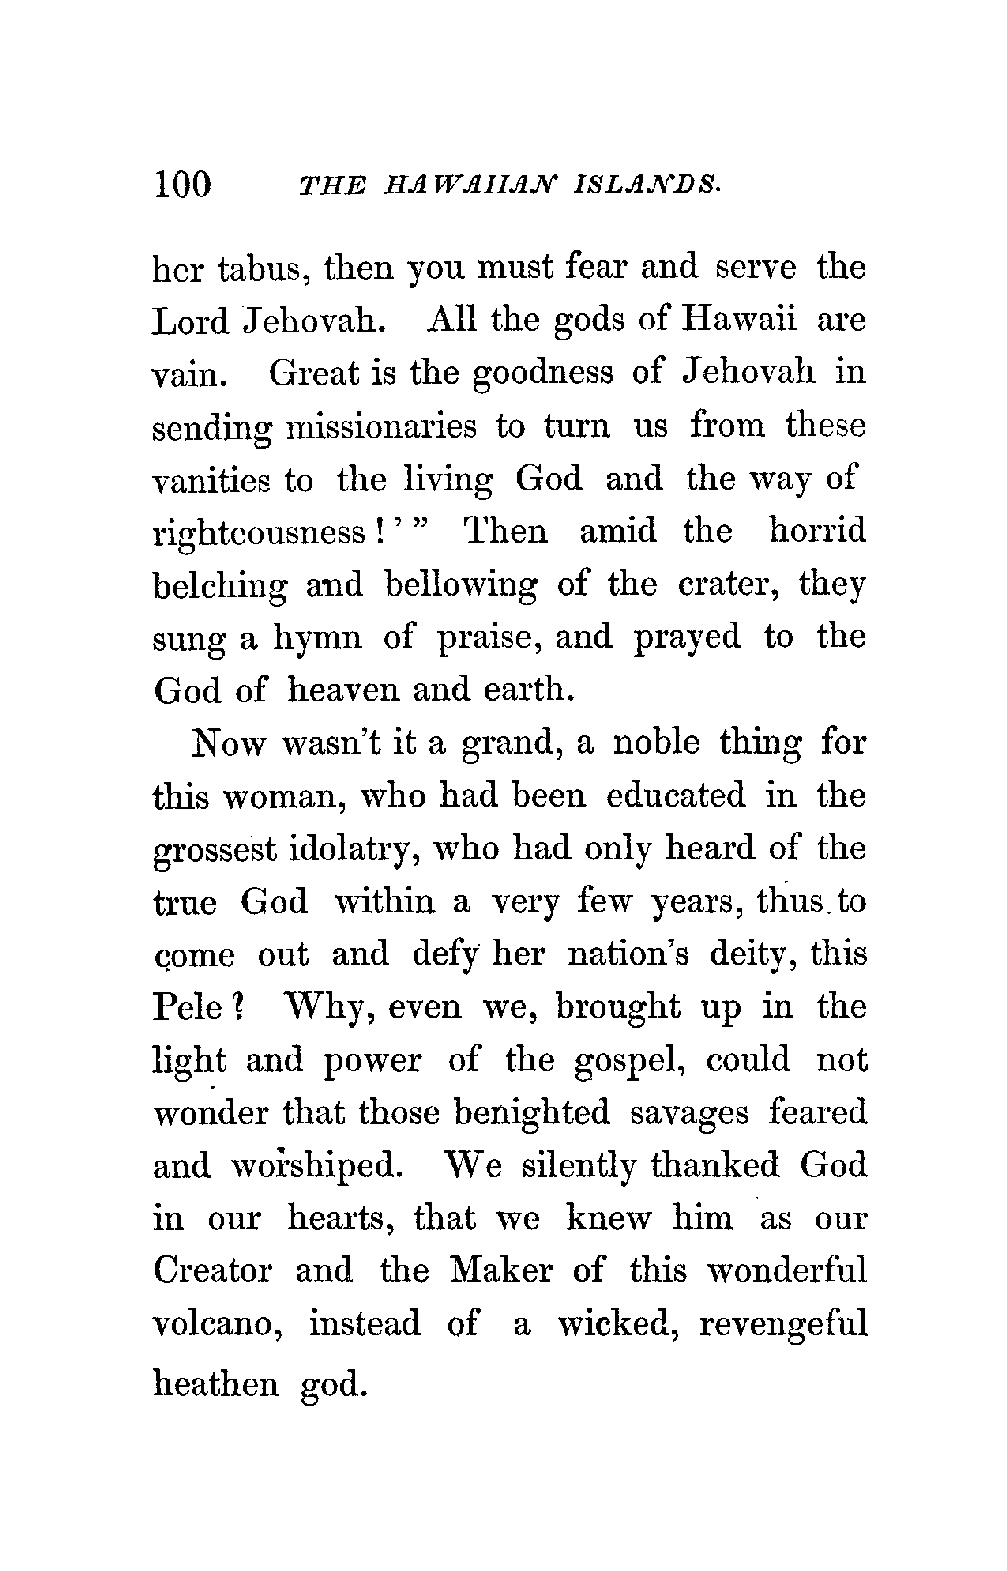 100 THE HAWAIIAN ISLANDS.
her tabus, then you must fear and serve the
Lord Jehovah. All the gods of Hawaii are
vain. Great is the goodness of Jehovah in
sending missionaries to turn us from these
vanities to the living God and the way of
righteousness!’” Then amid the horrid
belching and bellowing of the crater, they
sung a hymn of praise, and prayed to the
God of heaven and earth.
Now wasn’t it a grand, a noble thing for
this woman, who had been educated in the
grossest idolatry, who had only heard of the
true God within a very few years, thus to
come out and defy her nation’s deity, this
Pele? Why, even we, brought up in the
light and power of the gospel, could not
wonder that those benighted savages feared
and worshiped. We silently thanked God
in our hearts, that we knew him as our
Creator and the Maker of this wonderful
volcano, instead of a wicked, revengeful
heathen god.